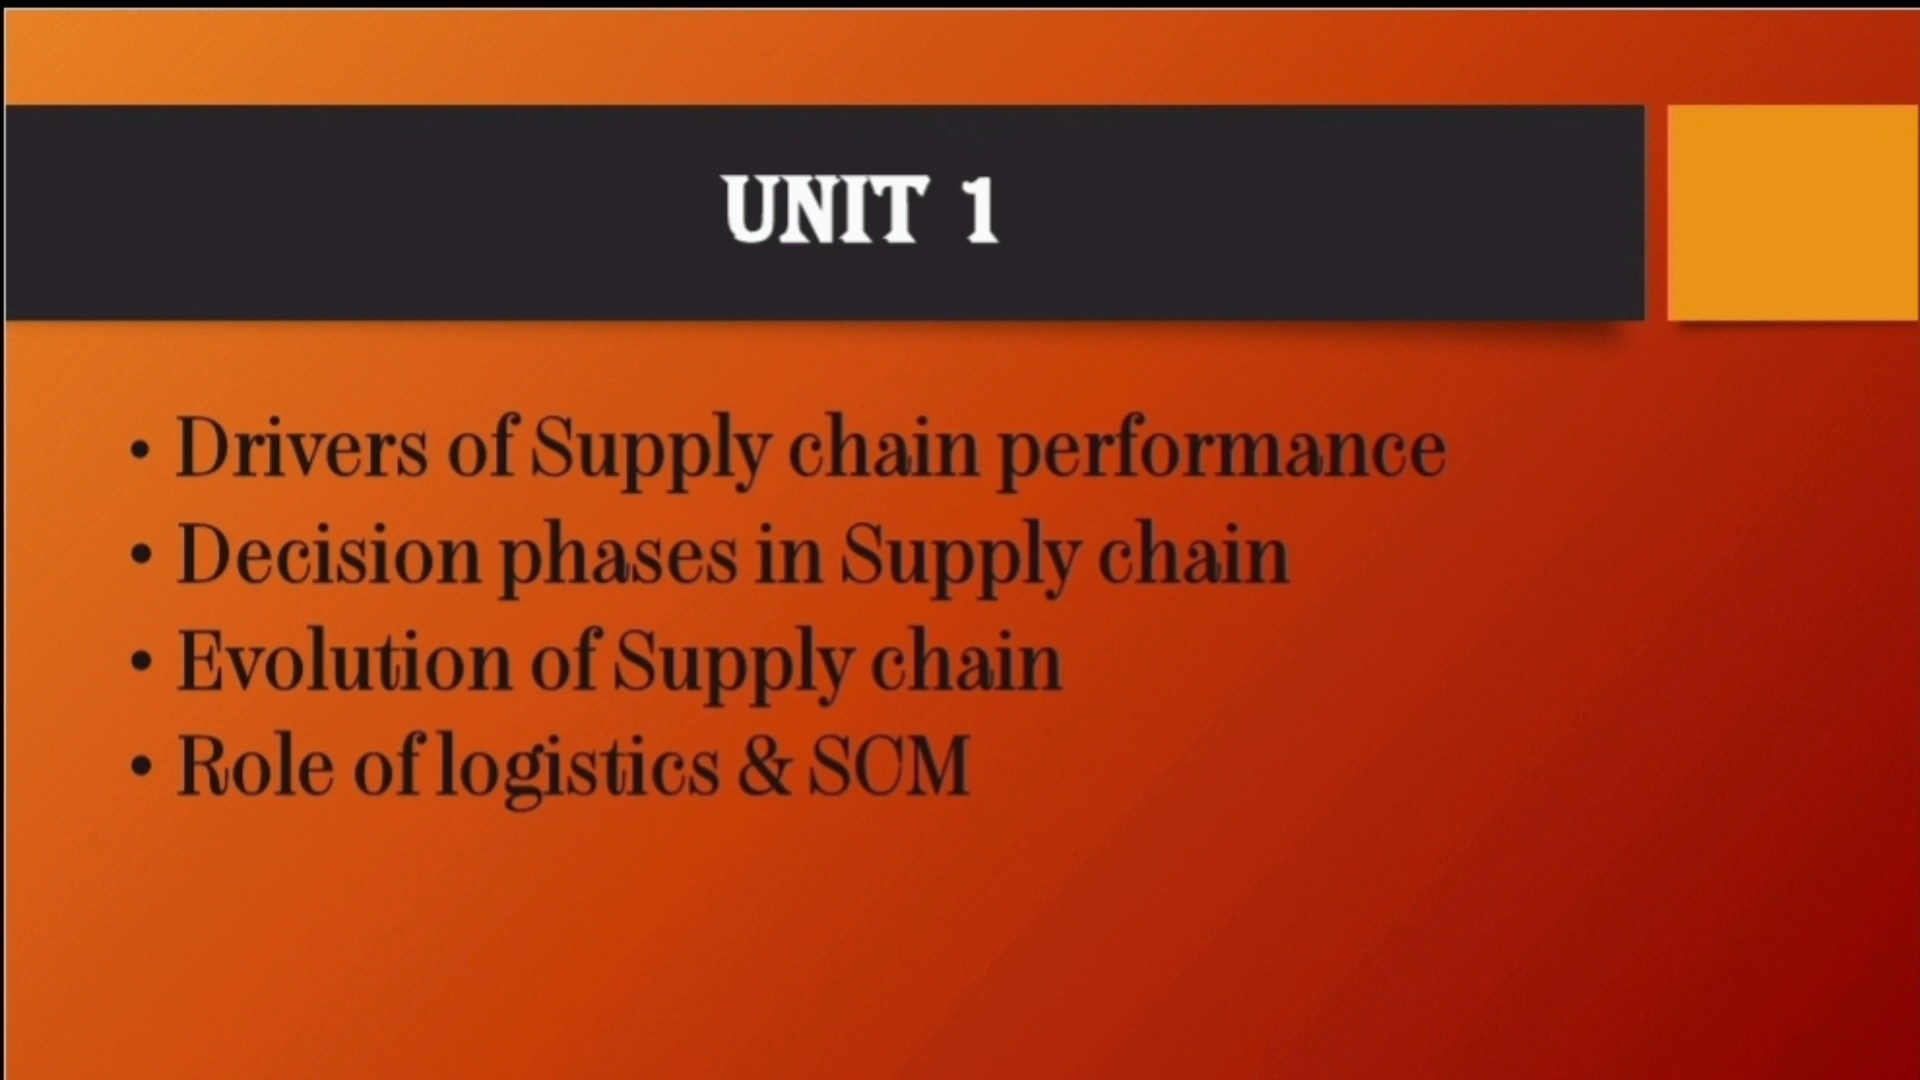 UNIT 1
• Drivers of Supply chain performance
• Decision phases in Supply chain
• Evolution of Supply chain
• Role of logistics & SCM